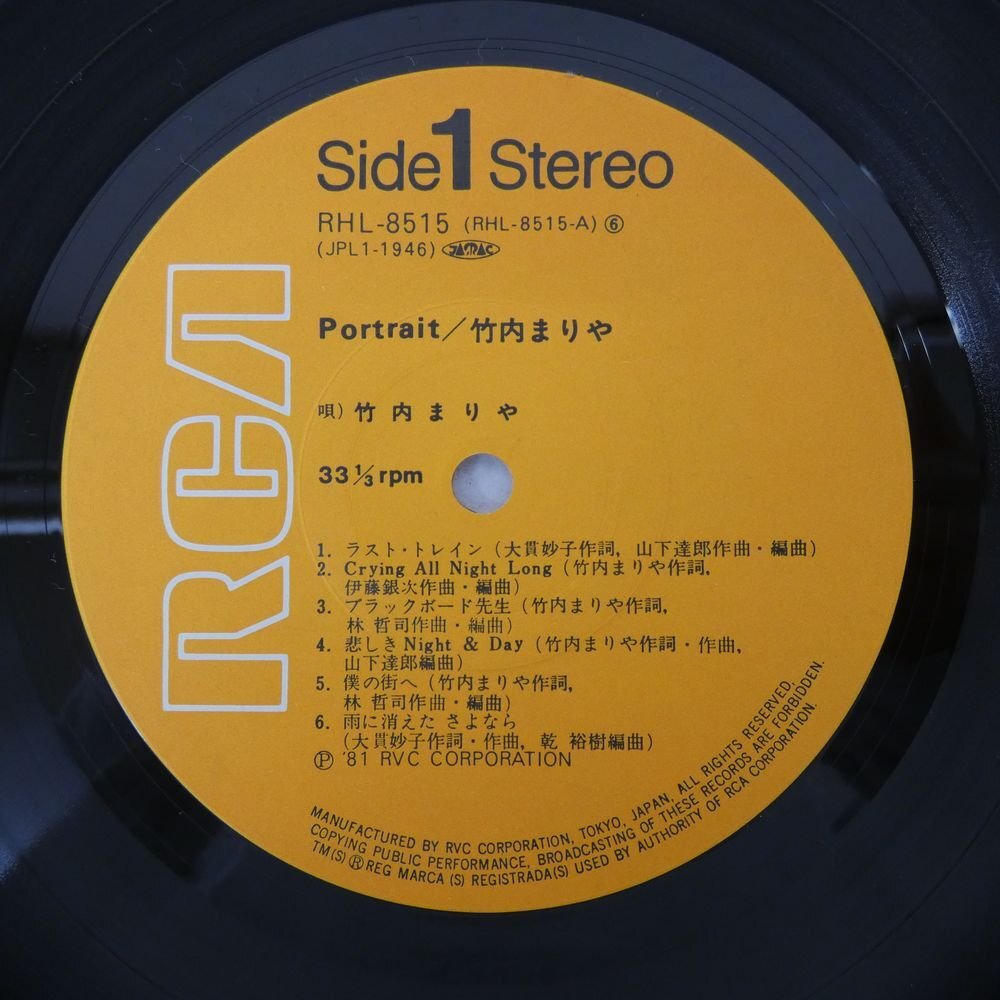 Side 1 Stereo
RHL-8515 (RHL-8515-A) ⑥
(JPL1-1946) JASRAC
Portrait／竹内まりや
唄) 竹内まりや
33 1/3 rpm
RCA
1. ラスト・トレイン (大貫妙子作詞, 山下達郎作曲・編曲)
2. Crying All Night Long (竹内まりや作詞,
伊藤銀次作曲・編曲)
3. ブラックボード先生 (竹内まりや作詞,
林 哲司作曲・編曲)
4. 悲しきNight & Day (竹内まりや作詞・作曲,
山下達郎編曲)
5. 僕の街へ (竹内まりや作詞,
林 哲司作曲・編曲)
6. 雨に消えた さよなら
(大貫妙子作詞・作曲, 乾 裕樹編曲)
Ⓟ '81 RVC CORPORATION
MANUFACTURED BY RVC CORPORATION, TOKYO, JAPAN, ALL RIGHTS RESERVED,
COPYING PUBLIC PERFORMANCE, BROADCASTING OF THESE RECORDS ARE FORBIDDEN.
TM(S) ® REG MARCA (S) REGISTRADA(S) USED BY AUTHORITY OF RCA CORPORATION.